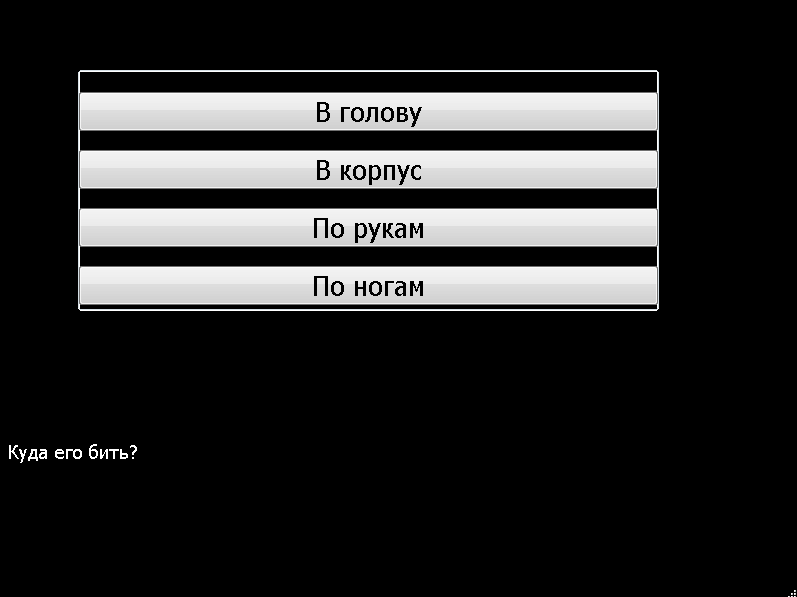 В голову
В корпус
По рукам
По ногам
Куда его бить?